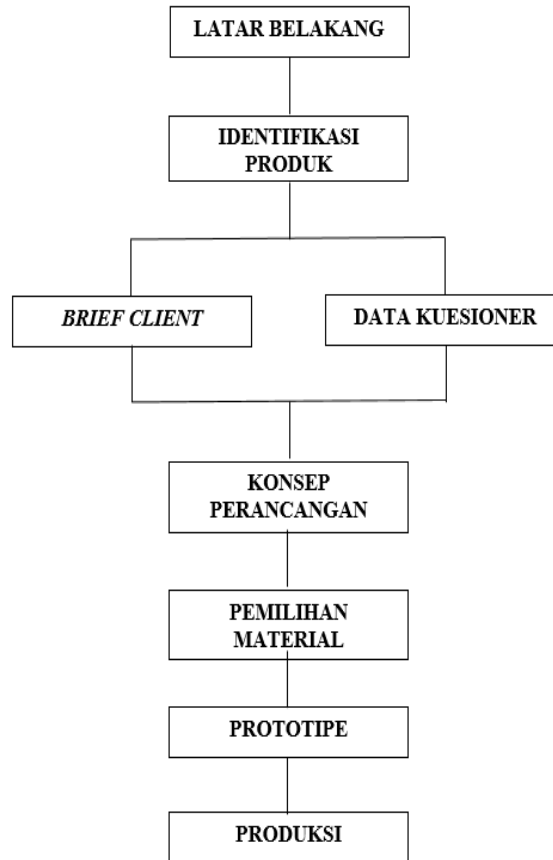 LATAR BELAKANG
IDENTIFIKASI
PRODUK
BRIEF CLIENT
DATA KUESIONER
KONSEP
PERANCANGAN
PEMILIHAN
MATERIAL
PROTOTIPE
PRODUKSI